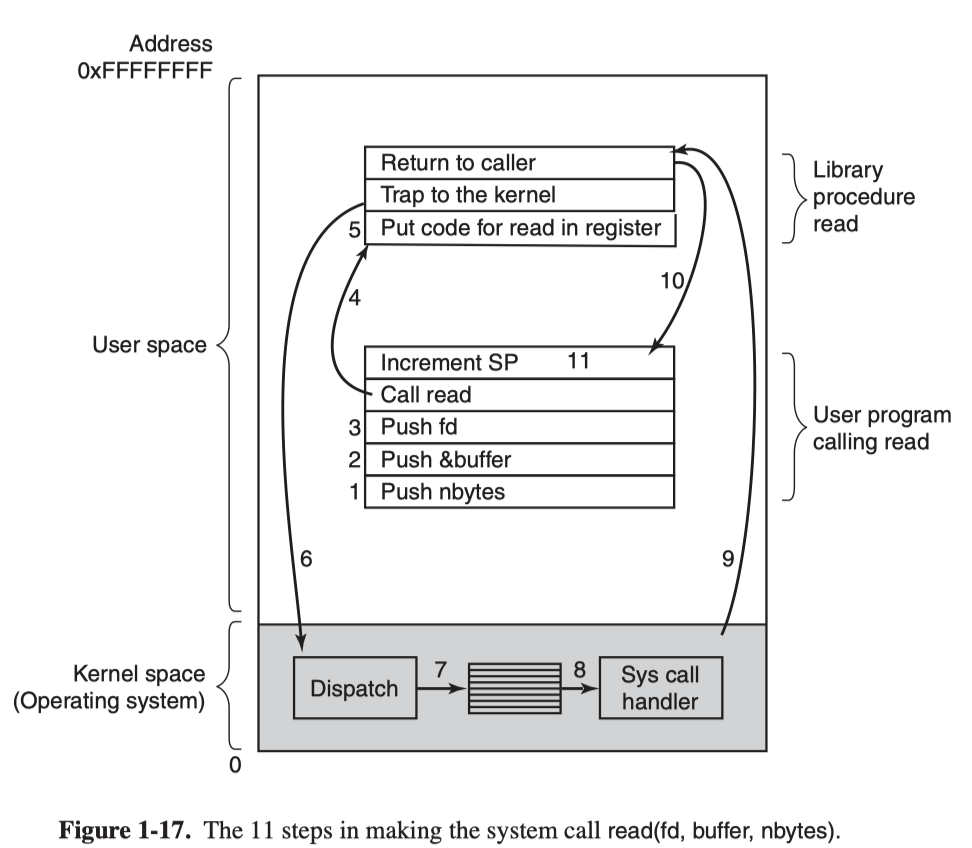 Address
0xFFFFFFFF
Return to caller
Trap to the kernel
5 Put code for read in register
Library
procedure
read
4
10
User space
Increment SP 11
Call read
3 Push fd
2 Push &buffer
1 Push nbytes
User program
calling read
6
9
Kernel space
(Operating system)
Dispatch
7
8
Sys call
handler
0
Figure 1-17. The 11 steps in making the system call read(fd, buffer, nbytes).